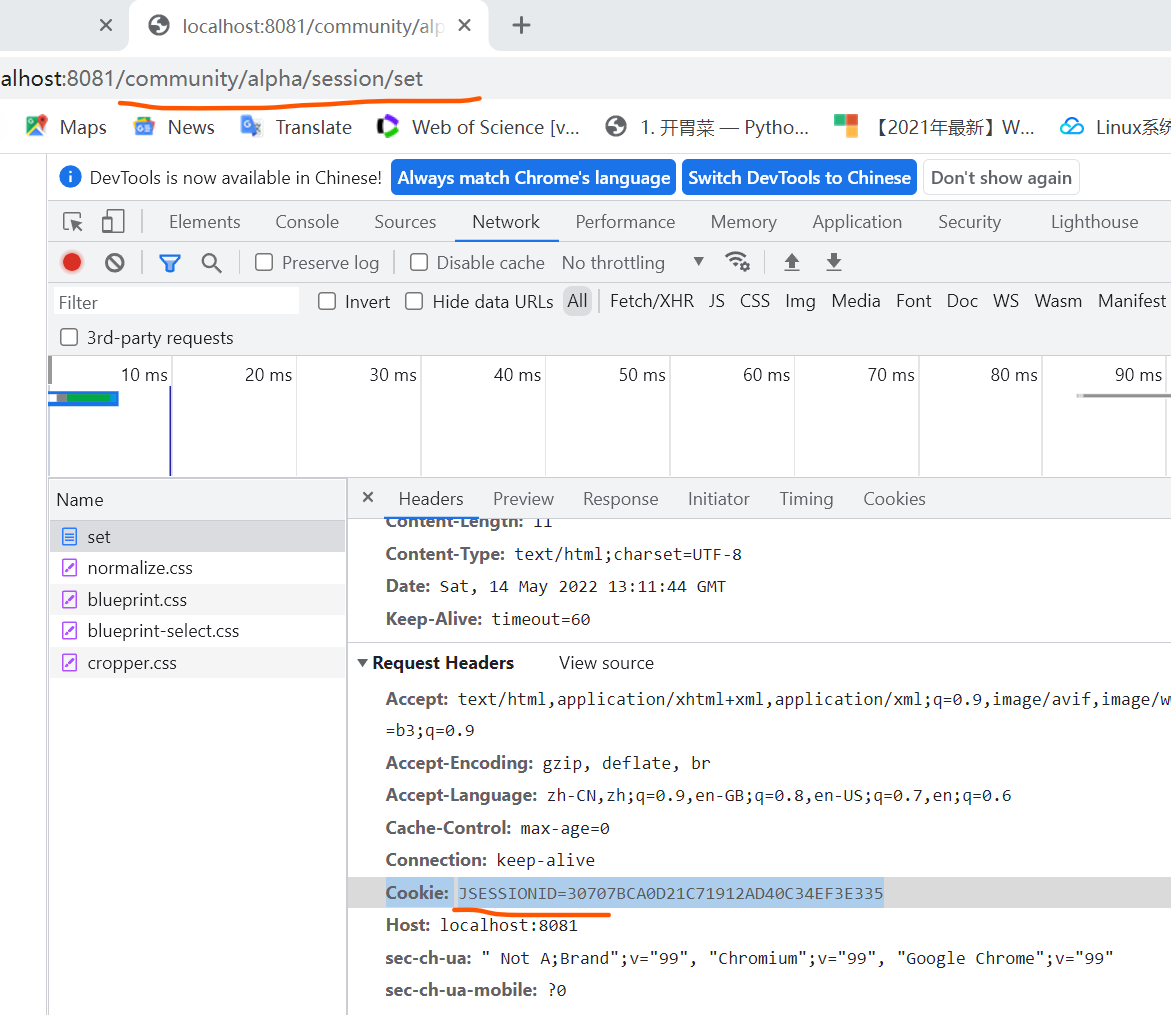 localhost:8081/community/alp
alhost:8081/community/alpha/session/set
Maps News Translate Web of Science [v... 1. 开胃菜 — Pytho... 【2021年最新】W... Linux系统
DevTools is now available in Chinese! Always match Chrome's language Switch DevTools to Chinese Don't show again
Elements Console Sources Network Performance Memory Application Security Lighthouse
Preserve log Disable cache No throttling
Filter Invert Hide data URLs All Fetch/XHR JS CSS Img Media Font Doc WS Wasm Manifest
3rd-party requests
10 ms 20 ms 30 ms 40 ms 50 ms 60 ms 70 ms 80 ms 90 ms
Name Headers Preview Response Initiator Timing Cookies
set
normalize.css
blueprint.css
blueprint-select.css
cropper.css
Content-Length: 11
Content-Type: text/html;charset=UTF-8
Date: Sat, 14 May 2022 13:11:44 GMT
Keep-Alive: timeout=60
Request Headers View source
Accept: text/html,application/xhtml+xml,application/xml;q=0.9,image/avif,image/w
=b3;q=0.9
Accept-Encoding: gzip, deflate, br
Accept-Language: zh-CN,zh;q=0.9,en-GB;q=0.8,en-US;q=0.7,en;q=0.6
Cache-Control: max-age=0
Connection: keep-alive
Cookie: JSESSIONID=30707BCA0D21C71912AD40C34EF3E335
Host: localhost:8081
sec-ch-ua: " Not A;Brand";v="99", "Chromium";v="99", "Google Chrome";v="99"
sec-ch-ua-mobile: ?0